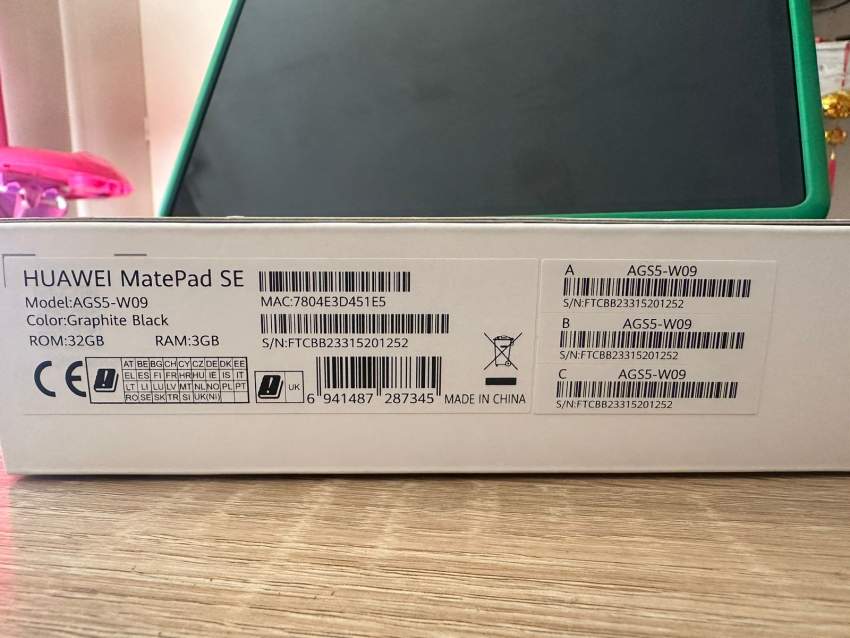 HUAWEI MatePad SE
Model:AGS5-W09
Color:Graphite Black
ROM:32GB RAM:3GB
MAC:7804E3D451E5
S/N:FTCBB23315201252
CE
AT BE BG CH CY CZ DE DK EE
EL ES FI FR HR HU IE IS IT
LT LI LU LV MT NL NO PL PT
RO SE SK TR SI UK(NI)
UK
6 941487 287345
MADE IN CHINA
A AGS5-W09
S/N:FTCBB23315201252
B AGS5-W09
S/N:FTCBB23315201252
C AGS5-W09
S/N:FTCBB23315201252